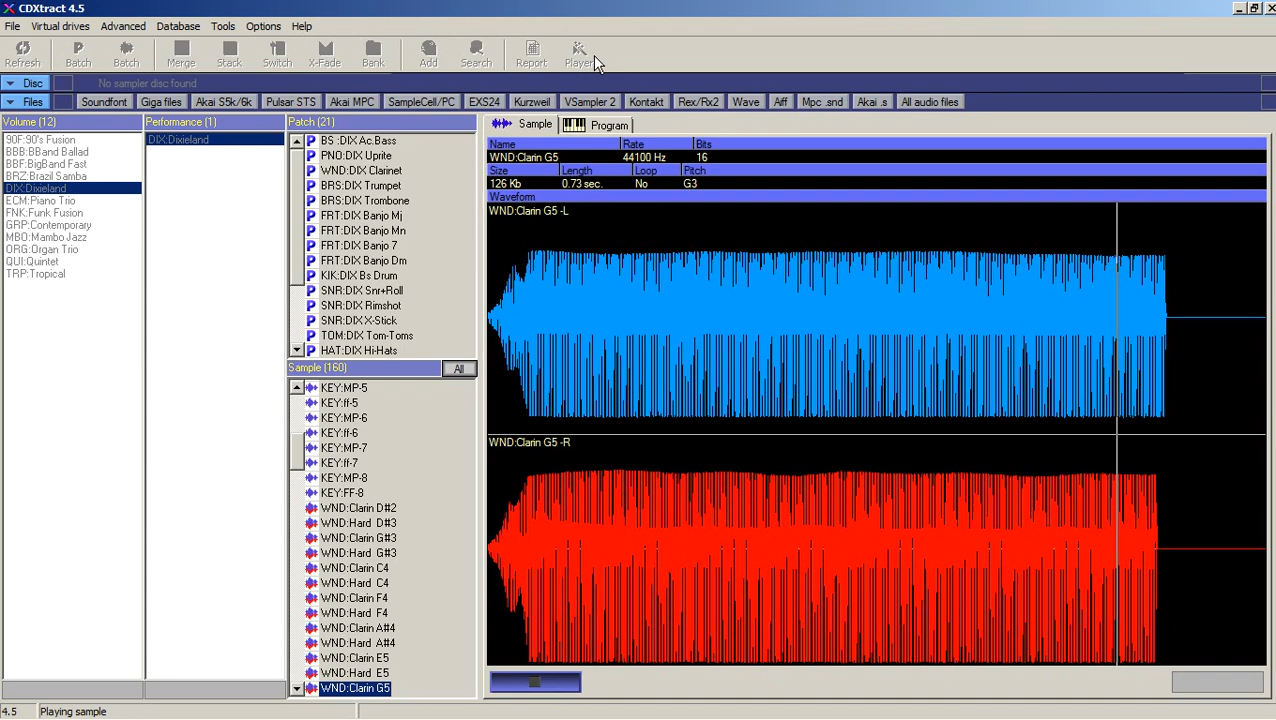 CDXtract 4.5
File Virtual drives Advanced Database Tools Options Help
Refresh Batch Batch Merge Stack Switch X-Fade Bank Add Search Report Player
Disc No sampler disc found
Files Soundfont Giga files Akai S5k/6k Pulsar STS Akai MPC SampleCell/PC EXS24 Kurzweil VSampler 2 Kontakt Rex/Rx2 Wave Aiff Mpc .snd Akai .s All audio files
Volume (12)
90F:90's Fusion
BBB:BBand Ballad
BBF:BigBand Fast
BRZ:Brazil Samba
DIX:Dixieland
ECM:Piano Trio
FNK:Funk Fusion
GRP:Contemporary
MBO:Mambo Jazz
ORG:Organ Trio
QUI:Quintet
TRP:Tropical
Performance (1)
DIX:Dixieland
Patch (21)
P BS :DIX Ac.Bass
P PNO:DIX Uprite
P WND:DIX Clarinet
P BRS:DIX Trumpet
P BRS:DIX Trombone
P FRT:DIX Banjo Mj
P FRT:DIX Banjo Mn
P FRT:DIX Banjo 7
P FRT:DIX Banjo Dm
P KIK:DIX Bs Drum
P SNR:DIX Snr+Roll
P SNR:DIX Rimshot
P SNR:DIX X-Stick
P TOM:DIX Tom-Toms
P HAT:DIX Hi-Hats
Sample (160) All
KEY:MP-5
KEY:ff-5
KEY:MP-6
KEY:ff-6
KEY:MP-7
KEY:ff-7
KEY:MP-8
KEY:FF-8
WND:Clarin D#2
WND:Hard D#3
WND:Clarin G#3
WND:Hard G#3
WND:Clarin C4
WND:Hard C4
WND:Clarin F4
WND:Hard F4
WND:Clarin A#4
WND:Hard A#4
WND:Clarin E5
WND:Hard E5
WND:Clarin G5
Sample Program
Name Rate Bits
WND:Clarin G5 44100 Hz 16
Size Length Loop Pitch
126 Kb 0.73 sec. No G3
Waveform
WND:Clarin G5 -L
WND:Clarin G5 -R
4.5 Playing sample